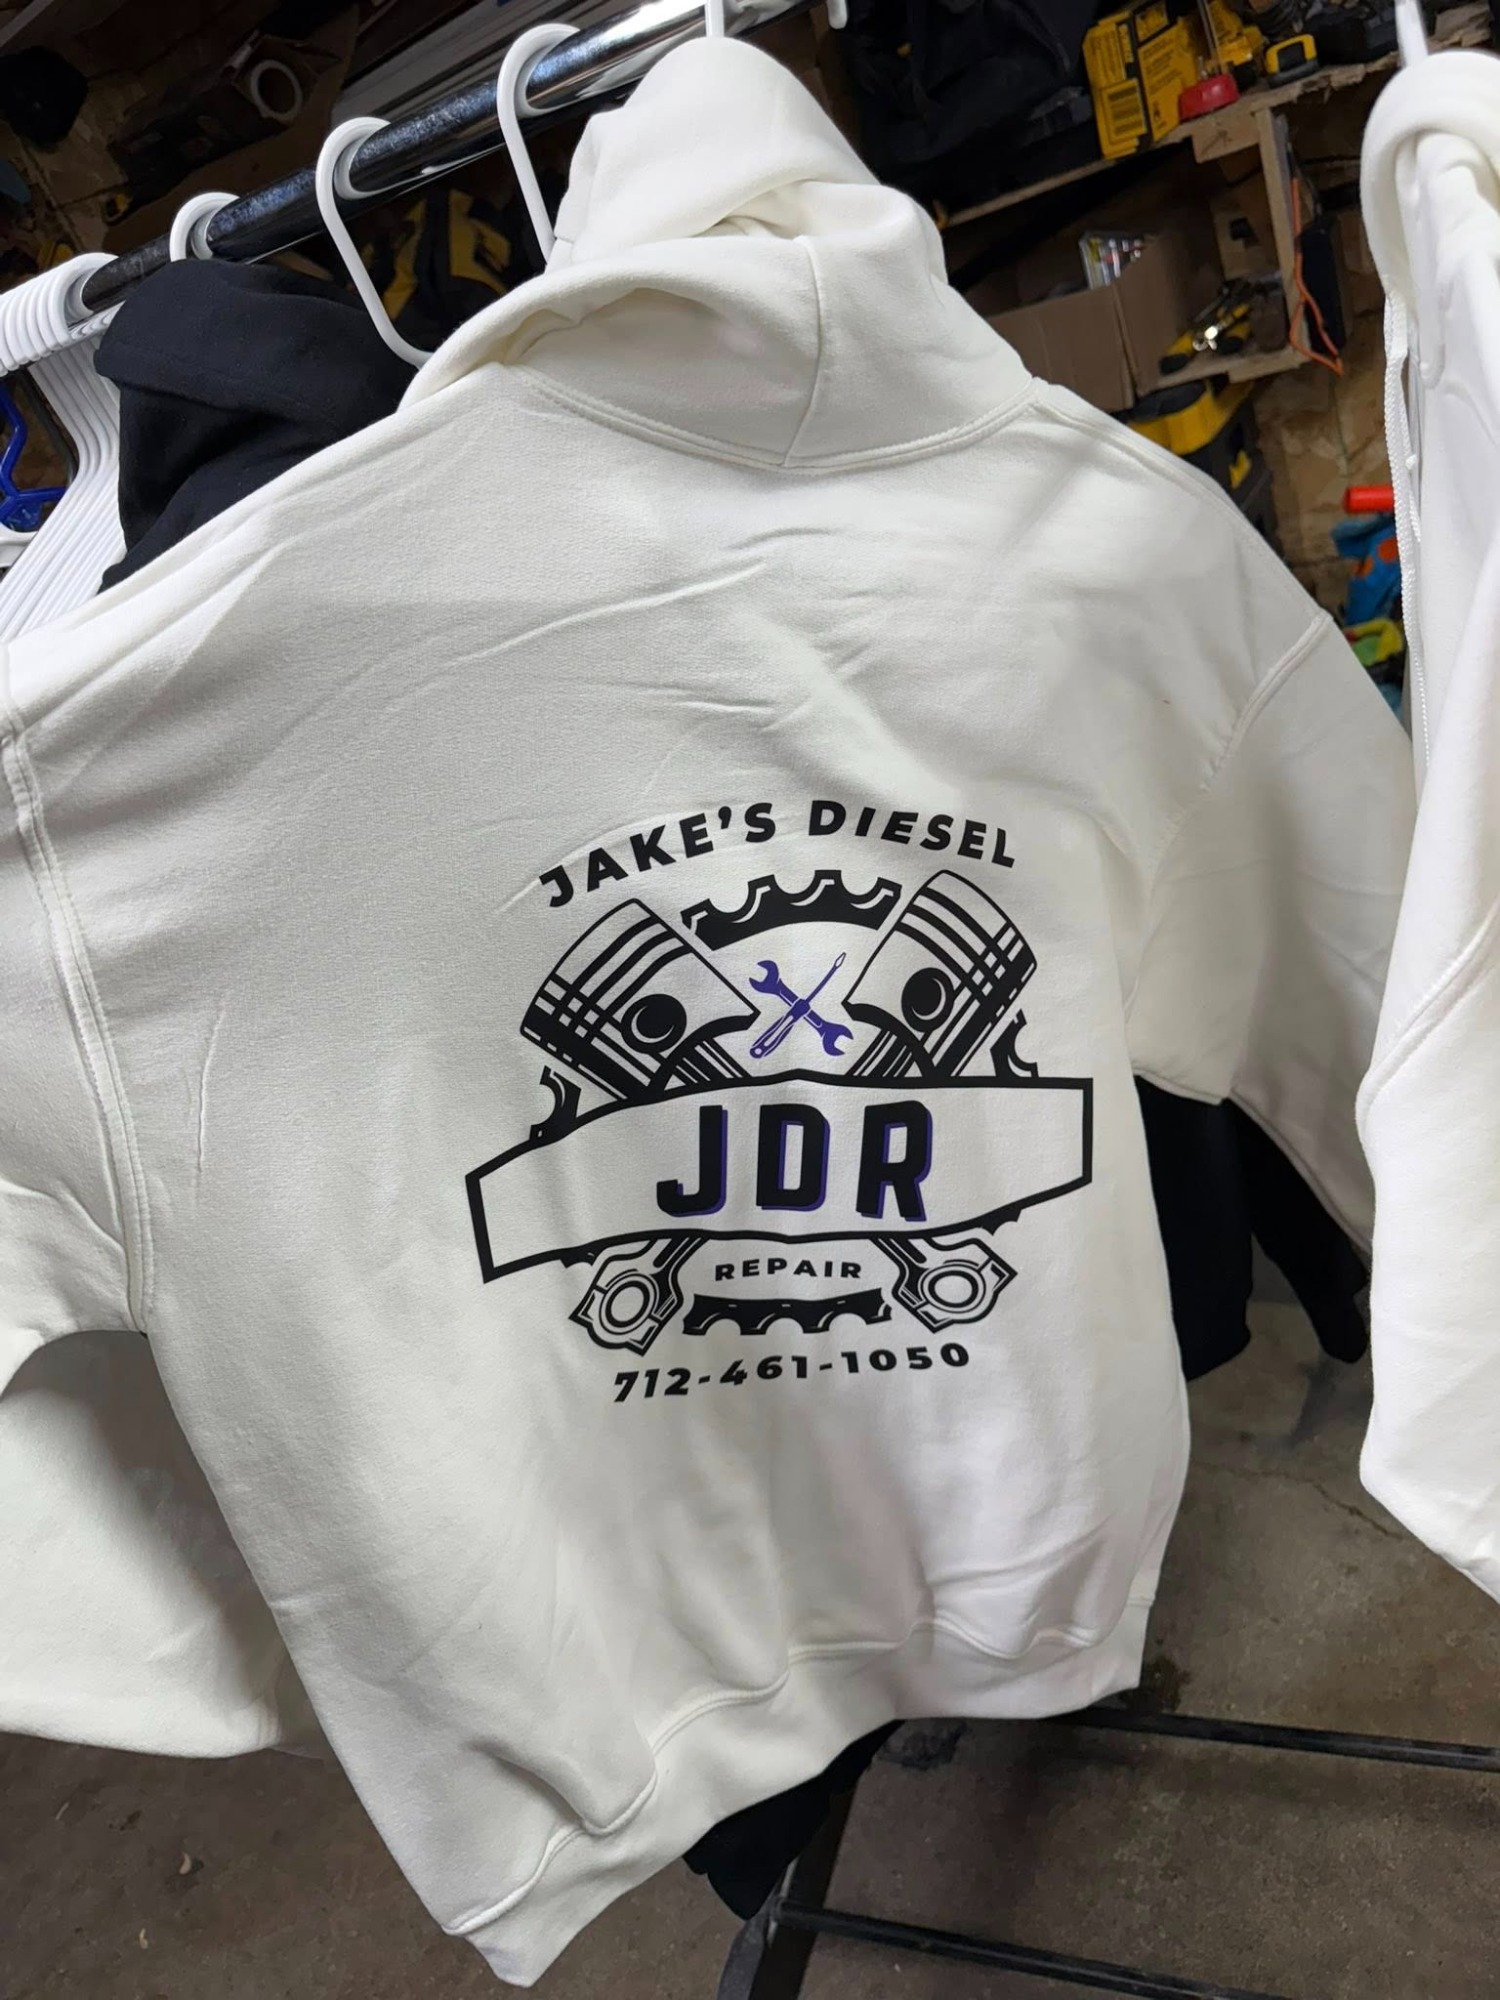 JAKE'S DIESEL
JDR
REPAIR
712-461-1050